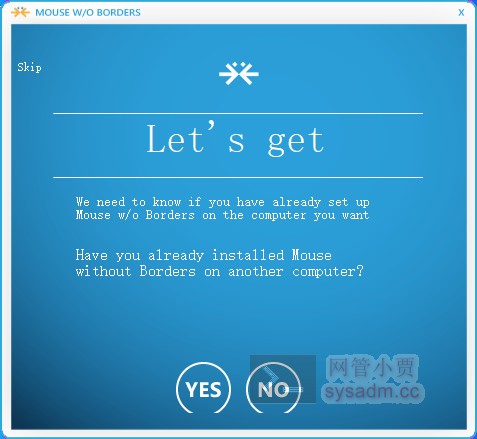 MOUSE W/O BORDERS
X
Skip
Let's get
We need to know if you have already set up
Mouse w/o Borders on the computer you want
Have you already installed Mouse
without Borders on another computer?
YES
NO
网管小贾
sysadm.cc